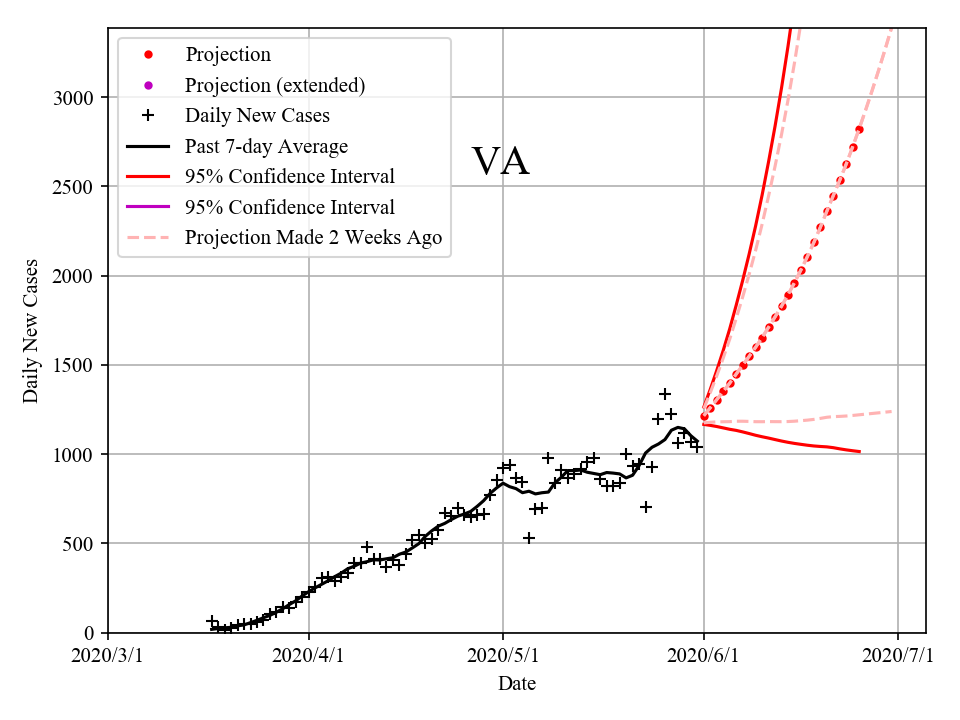 Projection
Projection (extended)
Daily New Cases
Past 7-day Average
95% Confidence Interval
95% Confidence Interval
Projection Made 2 Weeks Ago
VA
3000
2500
2000
1500
1000
500
0
Daily New Cases
2020/3/1 2020/4/1 2020/5/1 2020/6/1 2020/7/1
Date